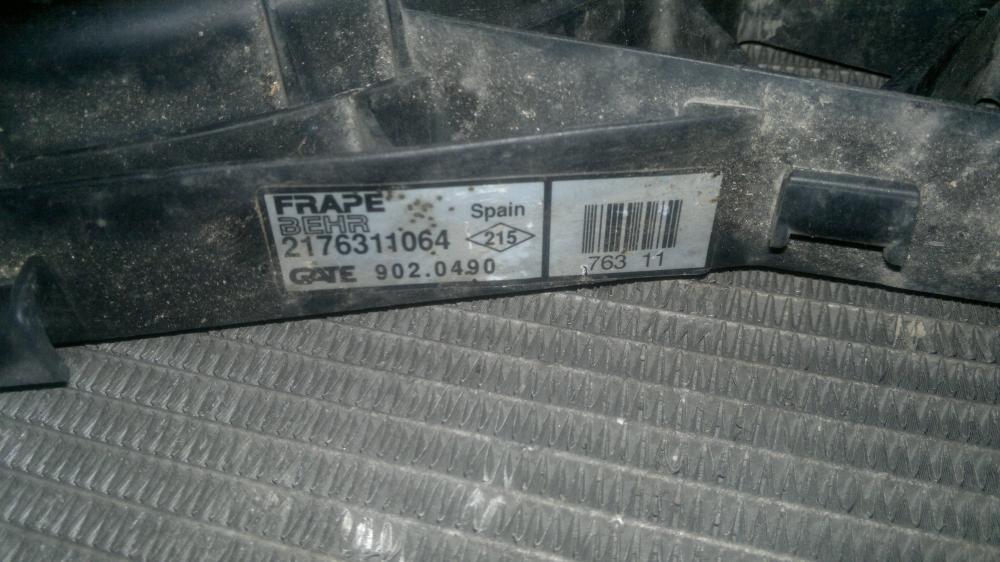 FRAPE
BEHR
2176311064
Spain
215
GATE 902.0490
763 11